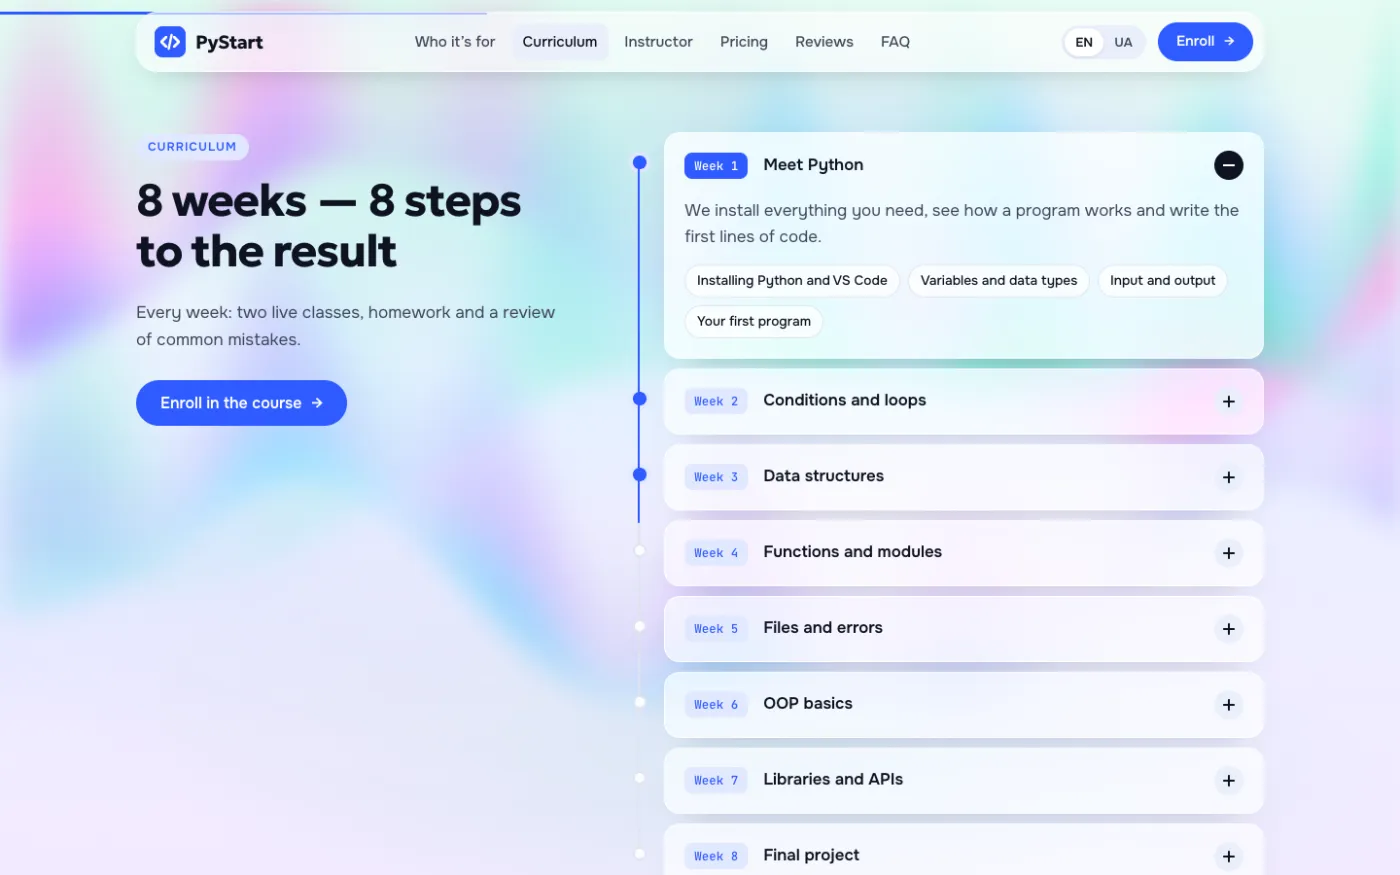 PyStart
Who it’s for
Curriculum
Instructor
Pricing
Reviews
FAQ
EN
UA
Enroll →
CURRICULUM
8 weeks — 8 steps
to the result
Every week: two live classes, homework and a review
of common mistakes.
Enroll in the course →
Week 1
Meet Python
We install everything you need, see how a program works and write the
first lines of code.
Installing Python and VS Code
Variables and data types
Input and output
Your first program
Week 2
Conditions and loops
Week 3
Data structures
Week 4
Functions and modules
Week 5
Files and errors
Week 6
OOP basics
Week 7
Libraries and APIs
Week 8
Final project